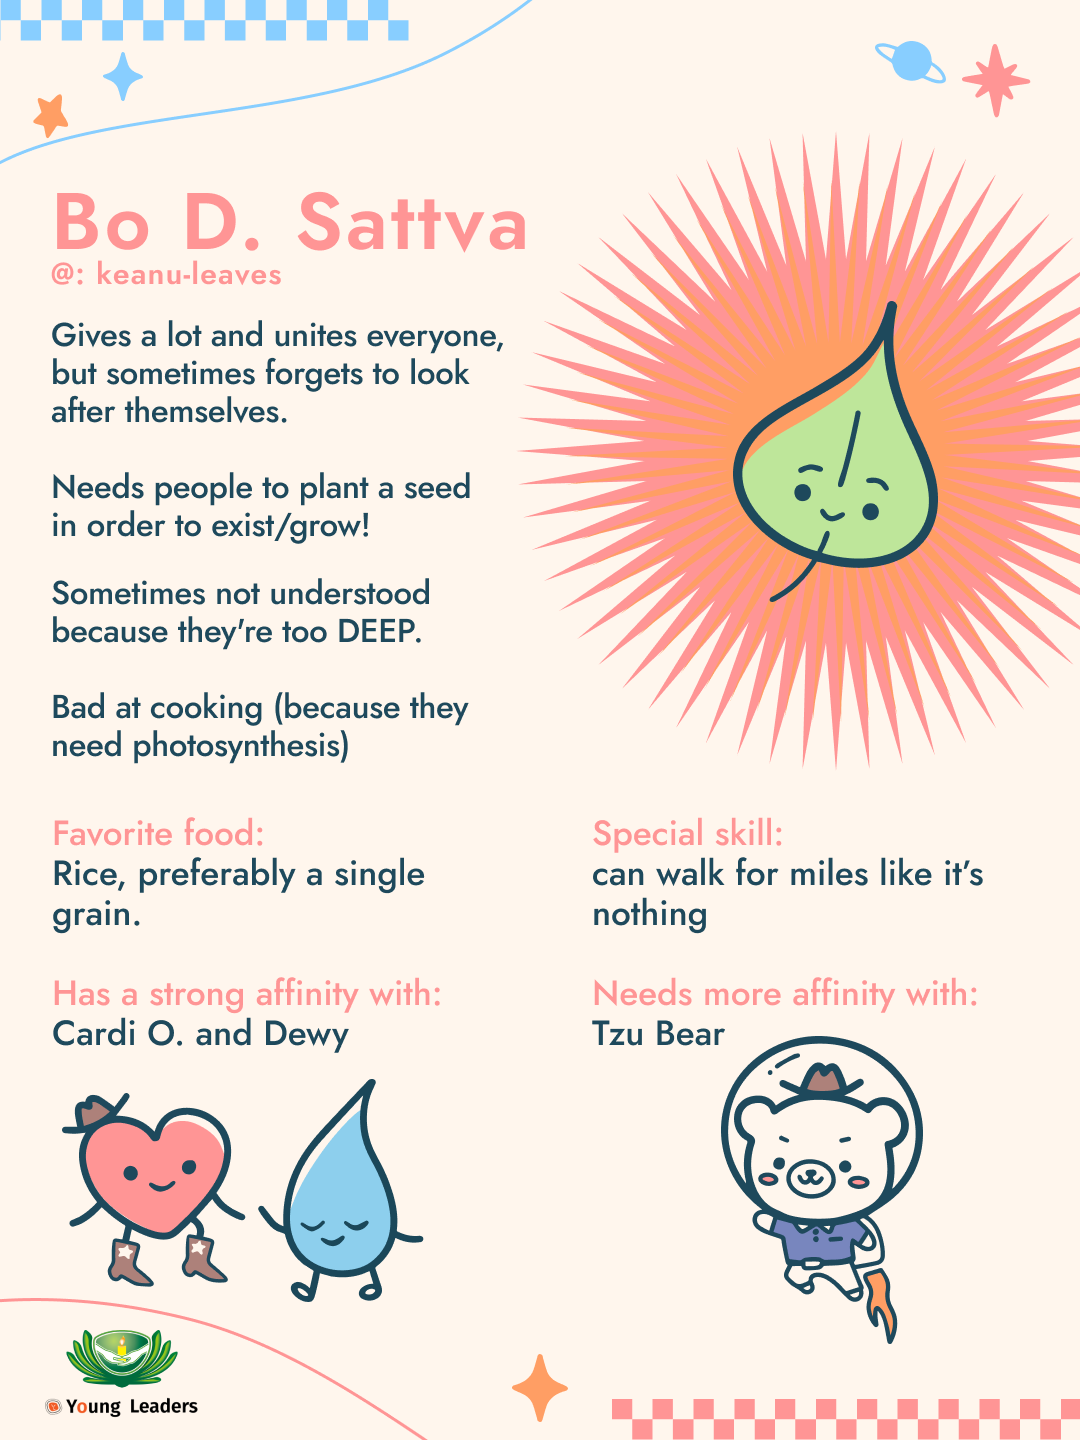 Bo D. Sattva
@: keanu-leaves
Gives a lot and unites everyone,
but sometimes forgets to look
after themselves.
Needs people to plant a seed
in order to exist/grow!
Sometimes not understood
because they're too DEEP.
Bad at cooking (because they
need photosynthesis)
Favorite food:
Rice, preferably a single
grain.
Special skill:
can walk for miles like it’s
nothing
Has a strong affinity with:
Cardi O. and Dewy
Needs more affinity with:
Tzu Bear
Young Leaders